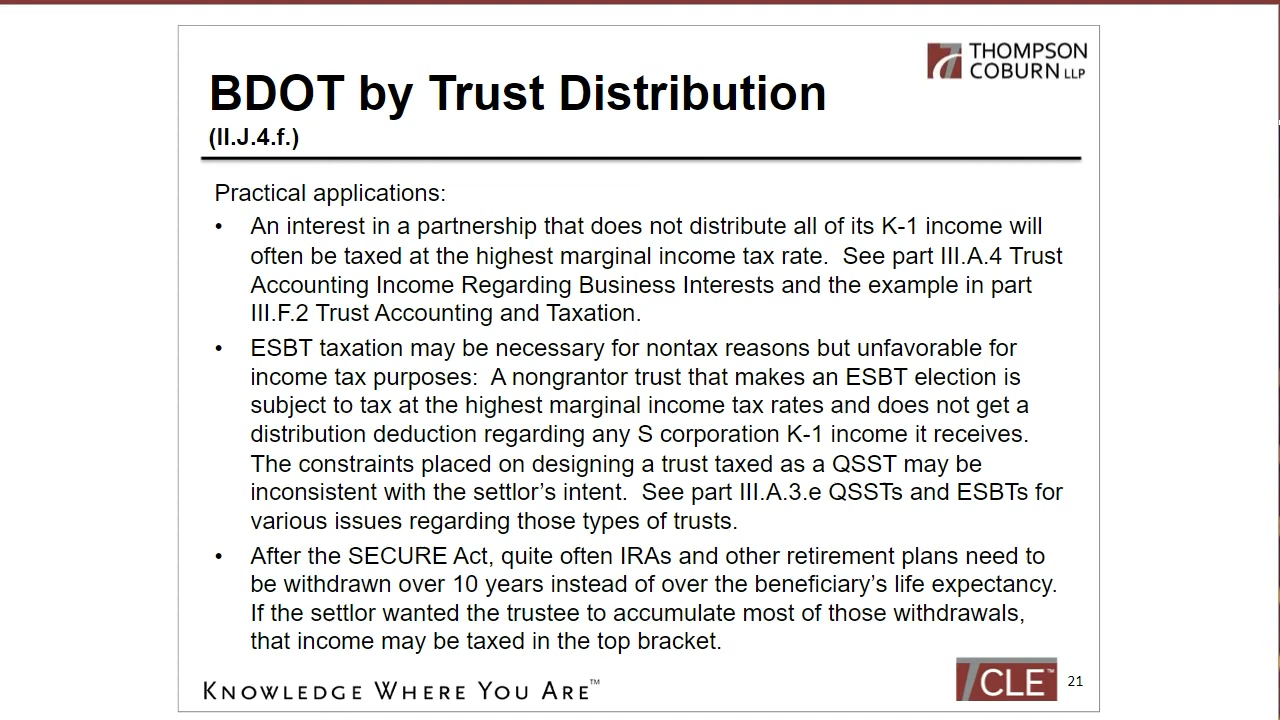 THOMPSON
COBURN LLP
BDOT by Trust Distribution
(II.J.4.f.)
Practical applications:
• An interest in a partnership that does not distribute all of its K-1 income will
often be taxed at the highest marginal income tax rate.  See part III.A.4 Trust
Accounting Income Regarding Business Interests and the example in part
III.F.2 Trust Accounting and Taxation.
• ESBT taxation may be necessary for nontax reasons but unfavorable for
income tax purposes:  A nongrantor trust that makes an ESBT election is
subject to tax at the highest marginal income tax rates and does not get a
distribution deduction regarding any S corporation K-1 income it receives.
The constraints placed on designing a trust taxed as a QSST may be
inconsistent with the settlor’s intent.  See part III.A.3.e QSSTs and ESBTs for
various issues regarding those types of trusts.
• After the SECURE Act, quite often IRAs and other retirement plans need to
be withdrawn over 10 years instead of over the beneficiary’s life expectancy.
If the settlor wanted the trustee to accumulate most of those withdrawals,
that income may be taxed in the top bracket.
KNOWLEDGE WHERE YOU ARE™
TCLE™
21